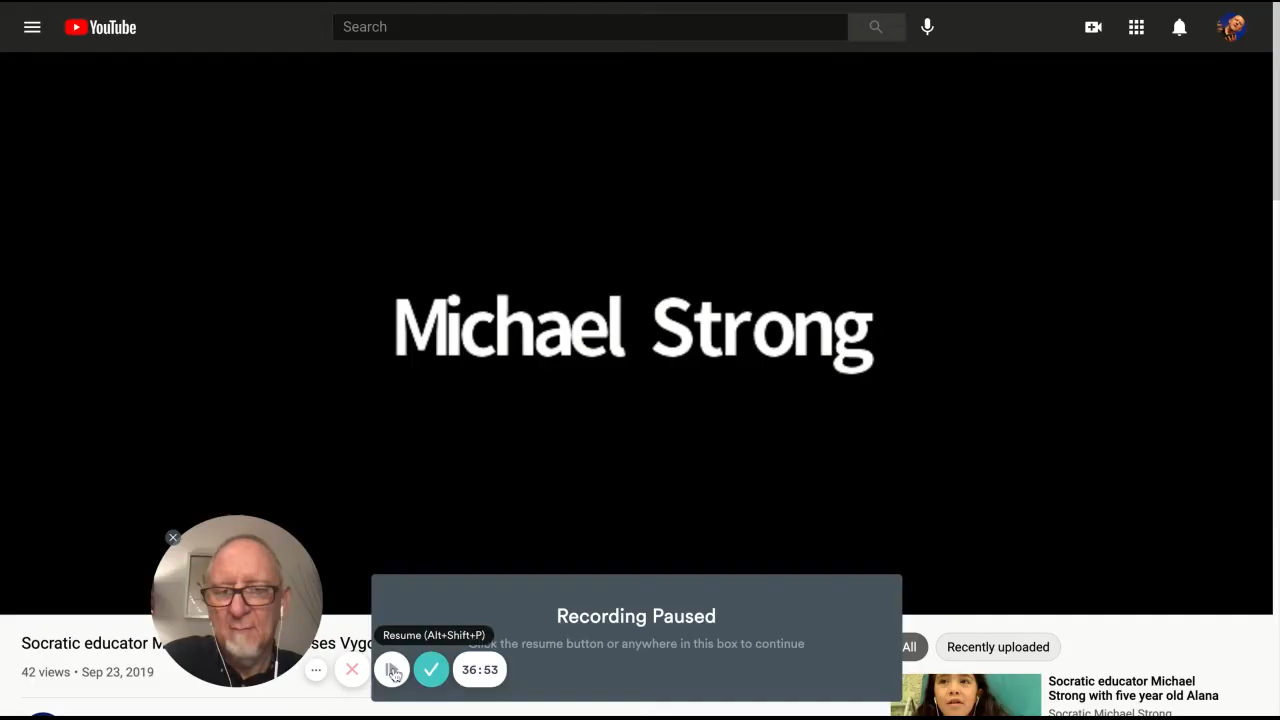 YouTube
Search
Michael Strong
Recording Paused
Resume (Alt+Shift+P)
the resume button or anywhere in this box to continue
36:53
Socratic educator M
ses Vygo
42 views • Sep 23, 2019
All
Recently uploaded
Socratic educator Michael
Strong with five year old Alana
Socratic Michael Strong